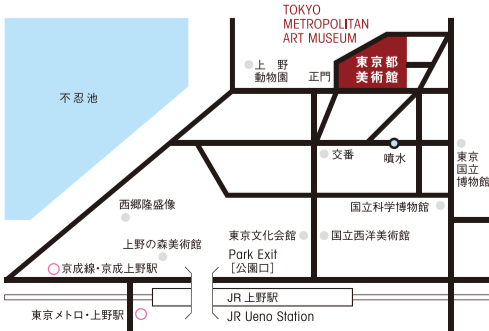 TOKYO
METROPOLITAN
ART MUSEUM
東京都
美術館
上野
動物園
正門
不忍池
交番
噴水
東京
国立
博物館
西郷隆盛像
国立科学博物館
上野の森美術館
東京文化会館
国立西洋美術館
Park Exit
[公園口]
京成線・京成上野駅
JR 上野駅
東京メトロ・上野駅
JR Ueno Station